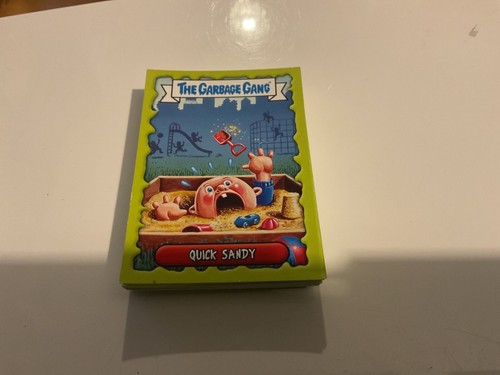 THE GARBAGE GANG
QUICK SANDY